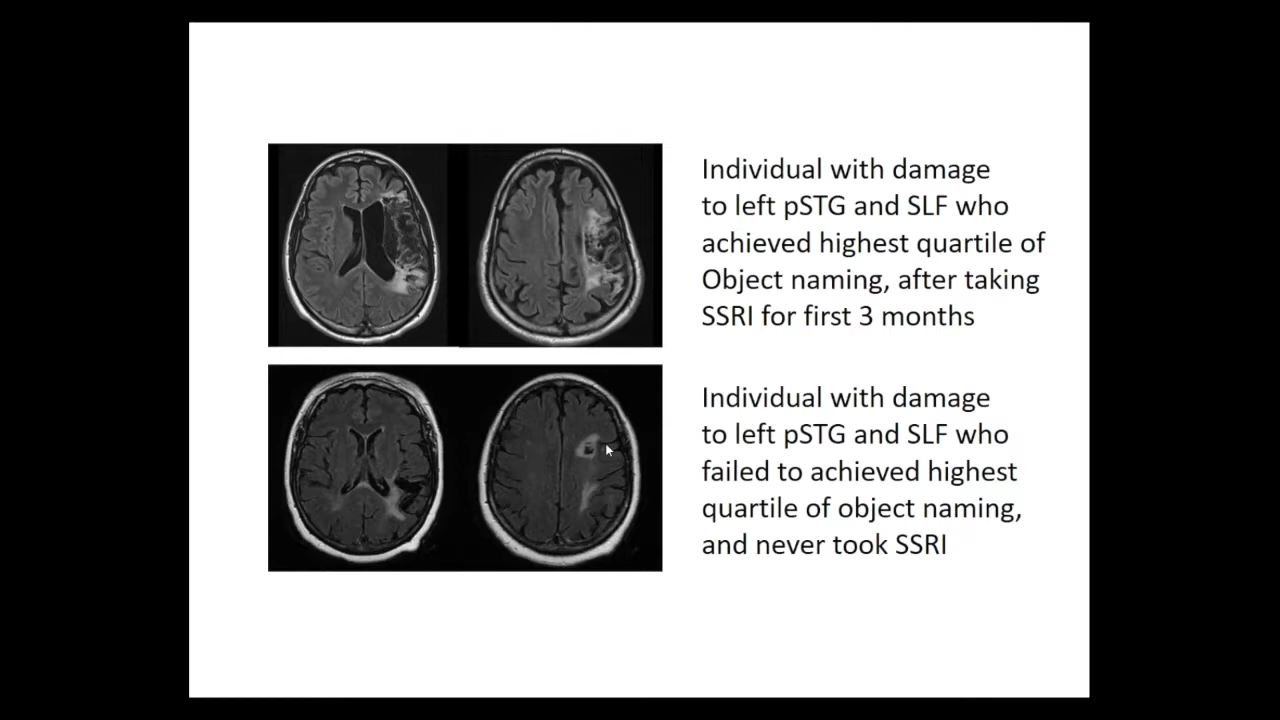 Individual with damage
to left pSTG and SLF who
achieved highest quartile of
Object naming, after taking
SSRI for first 3 months
Individual with damage
to left pSTG and SLF who
failed to achieved highest
quartile of object naming,
and never took SSRI